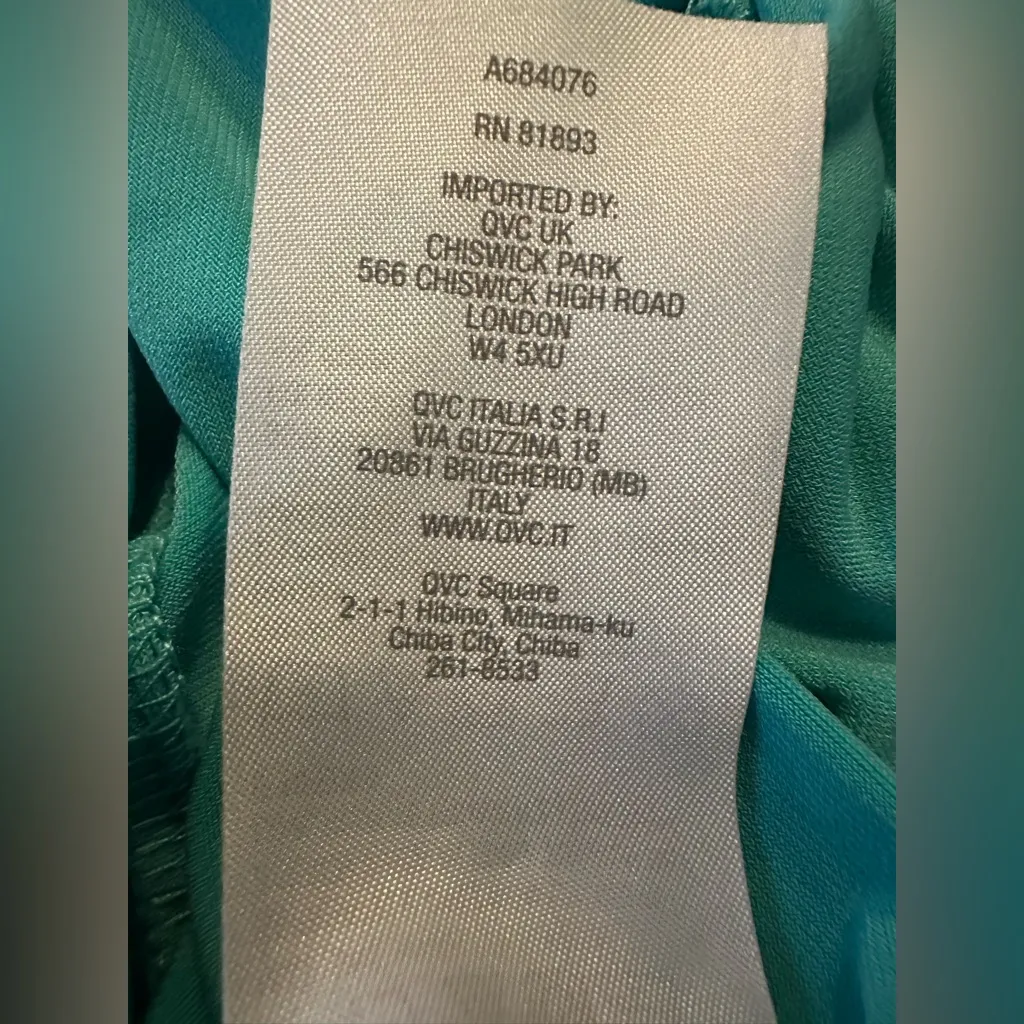 A684076
RN 81893
IMPORTED BY:
QVC UK
CHISWICK PARK
566 CHISWICK HIGH ROAD
LONDON
W4 5XU
QVC ITALIA S.R.I
VIA GUZZINA 18
20861 BRUGHERIO (MB)
ITALY
WWW.QVC.IT
QVC Square
2-1-1 Hibino, Mihama-ku
Chiba City, Chiba
261-8533